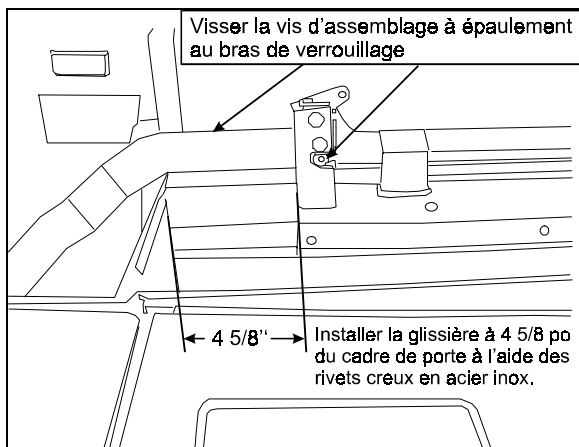 Visser la vis d'assemblage à épaulement
au bras de verrouillage
4 5/8"
Installer la glissière à 4 5/8 po
du cadre de porte à l'aide des
rivets creux en acier inox.